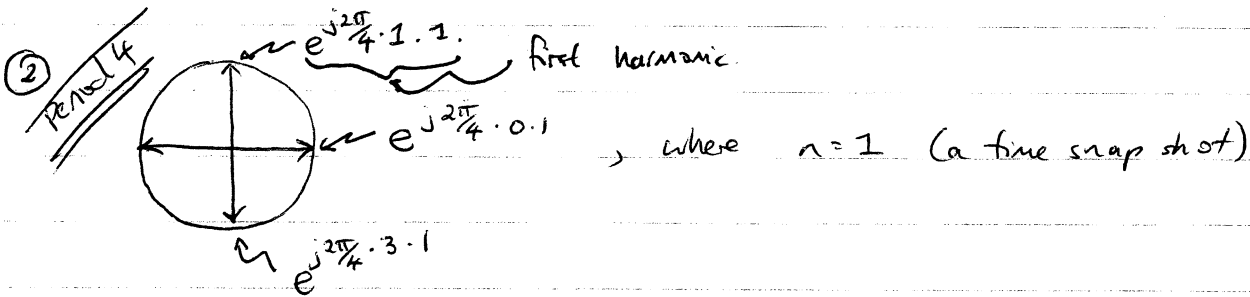 ② Period 4
e^{j2π/4 · 1 · 1.} first harmonic.
e^{j2π/4 · 0 · 1} , where n = 1 (a time snap shot)
e^{j2π/4 · 3 · 1}